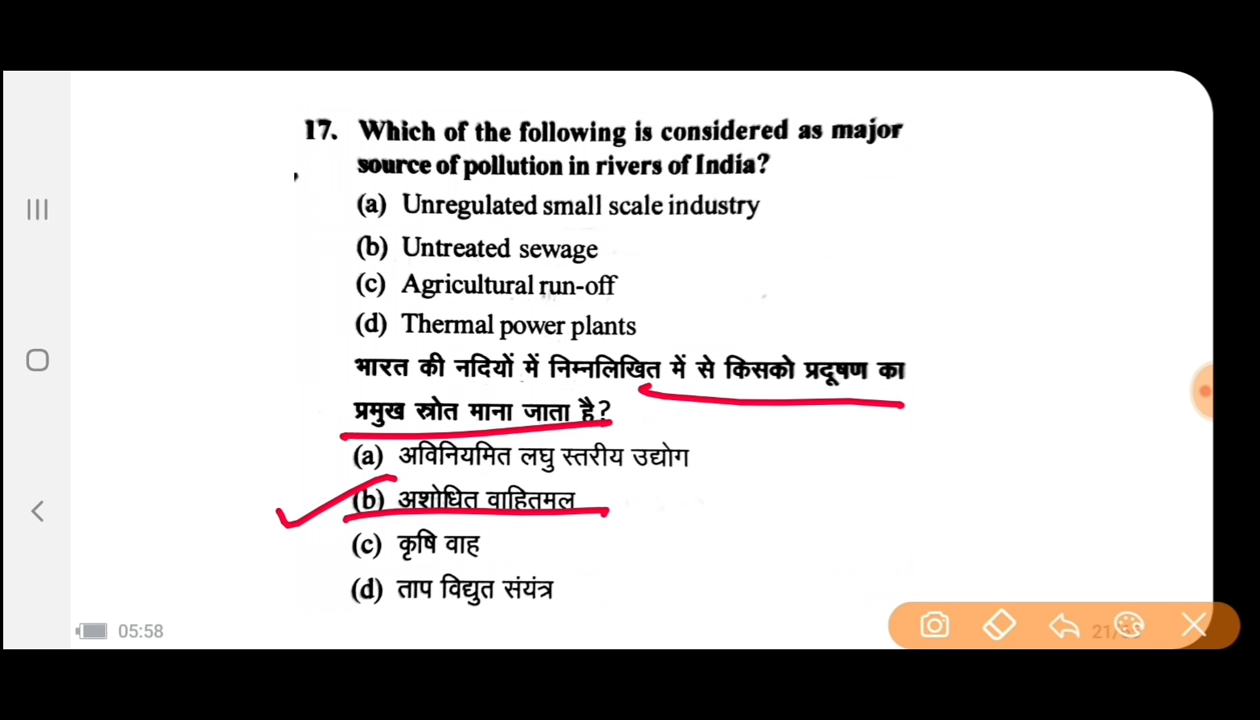 17. Which of the following is considered as major
source of pollution in rivers of India?
(a) Unregulated small scale industry
(b) Untreated sewage
(c) Agricultural run-off
(d) Thermal power plants
भारत की नदियों में निम्नलिखित में से किसको प्रदूषण का
प्रमुख स्रोत माना जाता है?
(a) अविनियमित लघु स्तरीय उद्योग
(b) अशोधित वाहितमल
(c) कृषि वाह
(d) ताप विद्युत संयंत्र
05:58